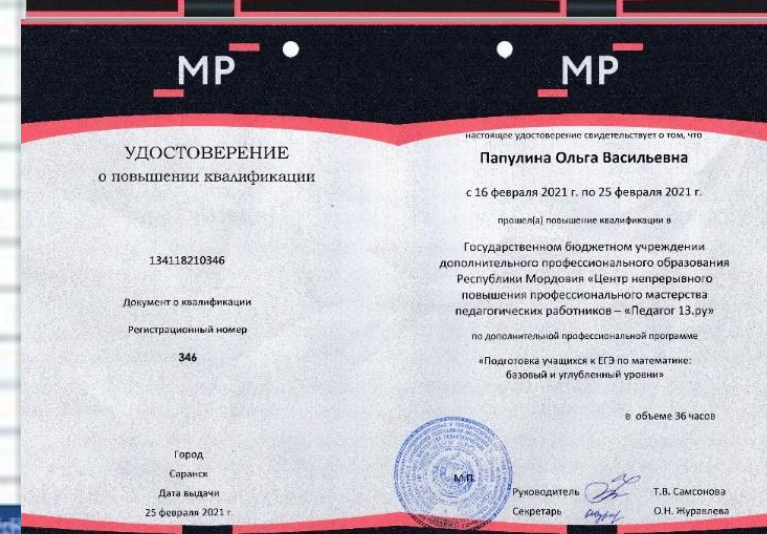 МР
УДОСТОВЕРЕНИЕ
о повышении квалификации
134118210346
Документ о квалификации
Регистрационный номер
346
Город
Саранск
Дата выдачи
25 февраля 2021 г.
МР
настоящее удостоверение свидетельствует о том, что
Папулина Ольга Васильевна
с 16 февраля 2021 г. по 25 февраля 2021 г.
прошел(а) повышение квалификации в
Государственном бюджетном учреждении
дополнительного профессионального образования
Республики Мордовия «Центр непрерывного
повышения профессионального мастерства
педагогических работников – «Педагог 13.ру»
по дополнительной профессиональной программе
«Подготовка учащихся к ЕГЭ по математике:
базовый и углубленный уровни»
в объеме 36 часов
М.П.
Руководитель Т.В. Самсонова
Секретарь О.Н. Журавлева